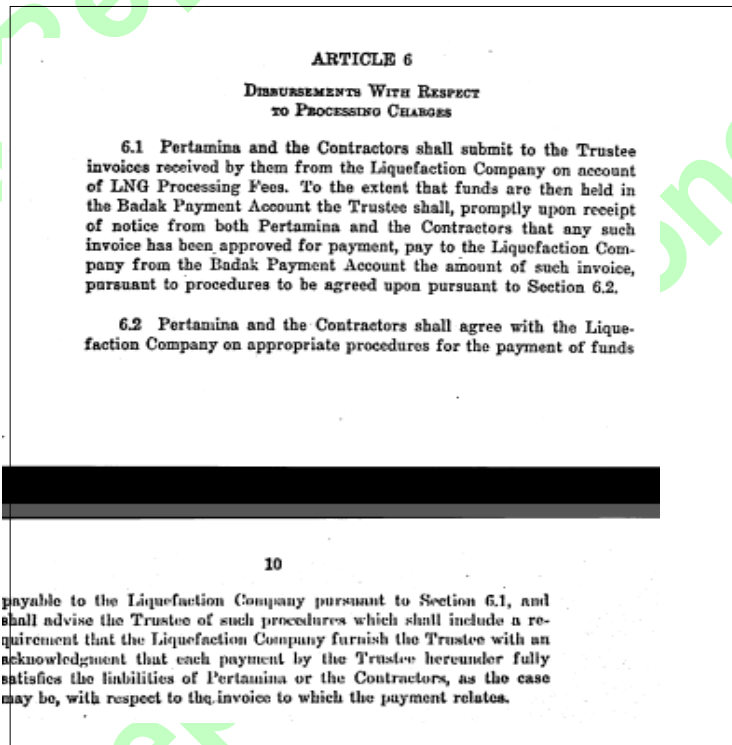 ARTICLE 6
DISBURSEMENTS WITH RESPECT
TO PROCESSING CHARGES
6.1 Pertamina and the Contractors shall submit to the Trustee
invoices received by them from the Liquefaction Company on account
of LNG Processing Fees. To the extent that funds are then held in
the Badak Payment Account the Trustee shall, promptly upon receipt
of notice from both Pertamina and the Contractors that any such
invoice has been approved for payment, pay to the Liquefaction Com-
pany from the Badak Payment Account the amount of such invoice,
pursuant to procedures to be agreed upon pursuant to Section 6.2.
6.2 Pertamina and the Contractors shall agree with the Lique-
faction Company on appropriate procedures for the payment of funds
10
payable to the Liquefaction Company pursuant to Section 6.1, and
shall advise the Trustee of such procedures which shall include a re-
quirement that the Liquefaction Company furnish the Trustee with an
acknowledgment that each payment by the Trustee hereunder fully
satisfies the liabilities of Pertamina or the Contractors, as the case
may be, with respect to the invoice to which the payment relates.